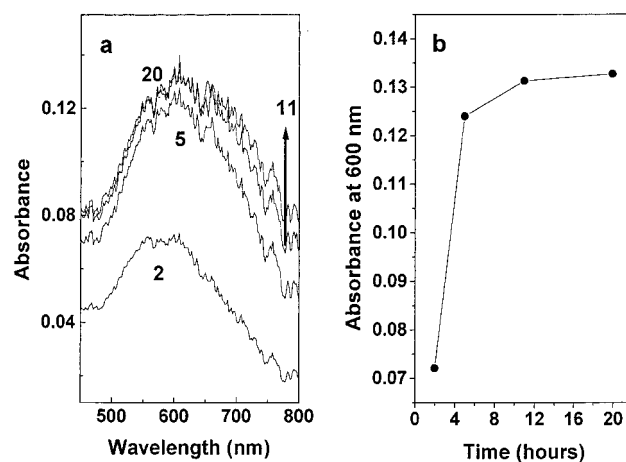 a
20
11
5
2
0.12
0.08
0.04
Absorbance
500 600 700 800
Wavelength (nm)
b
0.14
0.13
0.12
0.11
0.10
0.09
0.08
0.07
Absorbance at 600 nm
0 4 8 12 16 20
Time (hours)